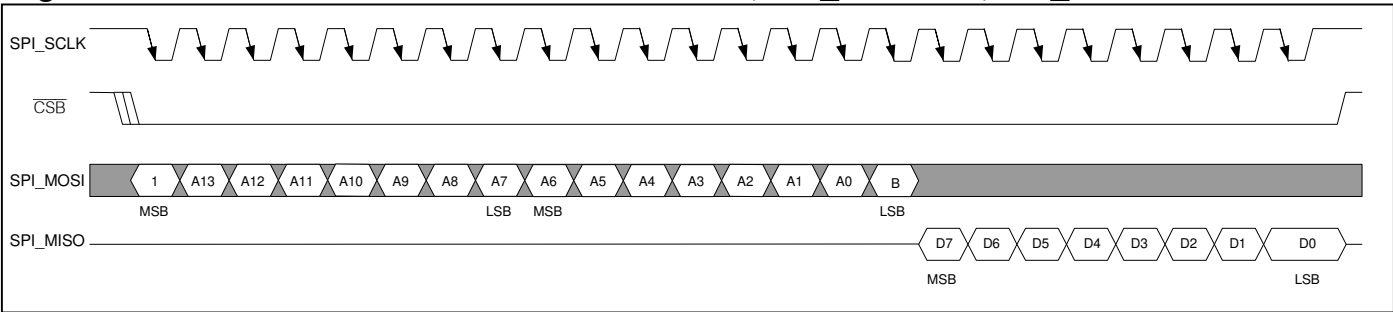 SPI_SCLK
CSB
SPI_MOSI 1 A13 A12 A11 A10 A9 A8 A7 A6 A5 A4 A3 A2 A1 A0 B
MSB LSB MSB LSB
SPI_MISO D7 D6 D5 D4 D3 D2 D1 D0
MSB LSB